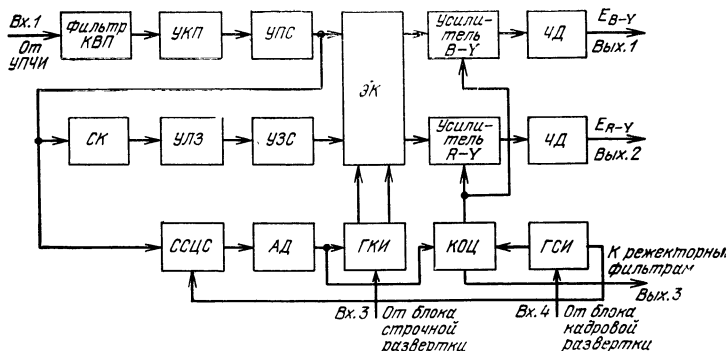 Вх.1
От
УПЧИ
Фильтр
КВП
УКП
УПС
ЭК
Усили-
тель
B-Y
ЧД
E B-Y
Вых.1
СК
УЛЗ
УЗС
Усили-
тель
R-Y
ЧД
E R-Y
Вых.2
ССЦС
АД
ГКИ
КОЦ
ГСИ
К режекторным
фильтрам
Вых.3
Вх.3
От блока
строчной
развертки
Вх.4
От блока
кадровой
развертки